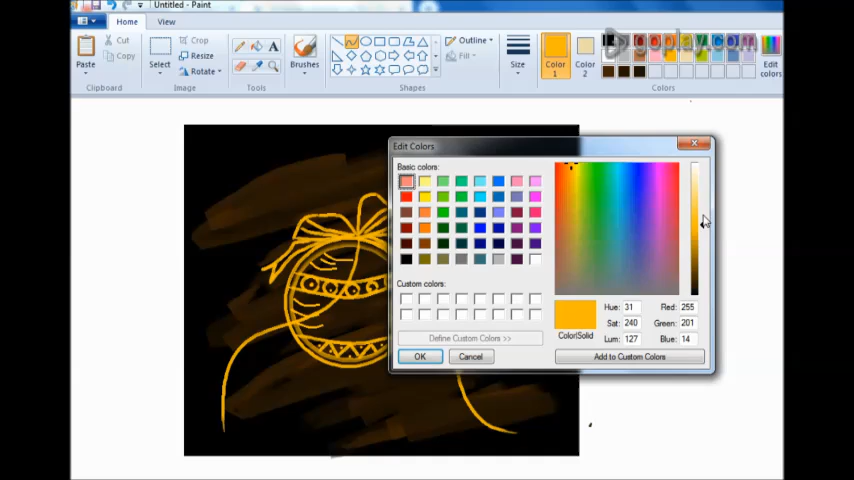 Untitled - Paint
Home
View
Paste
Cut
Copy
Clipboard
Select
Crop
Resize
Rotate
Image
A
Tools
Brushes
Outline
Fill
Shapes
Size
Color 1
Color 2
Edit colors
Colors
goplay.com
Edit Colors
Basic colors:
Custom colors:
Define Custom Colors >>
OK
Cancel
Color|Solid
Hue: 31
Sat: 240
Lum: 127
Red: 255
Green: 201
Blue: 14
Add to Custom Colors